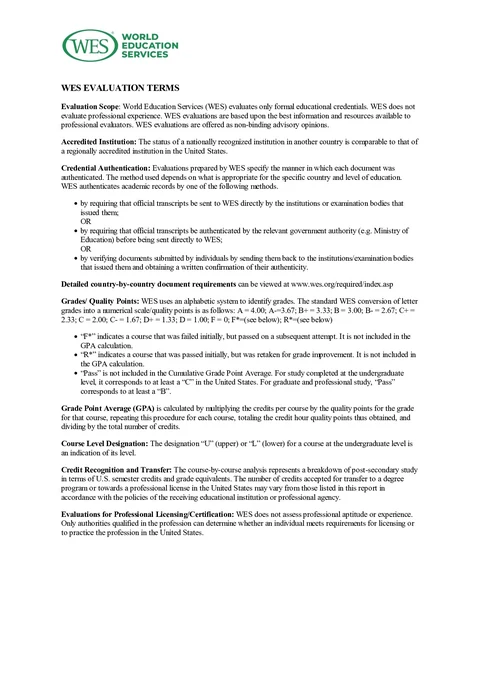 WES
WORLD
EDUCATION
SERVICES
WES EVALUATION TERMS
Evaluation Scope: World Education Services (WES) evaluates only formal educational credentials. WES does not
evaluate professional experience. WES evaluations are based upon the best information and resources available to
professional evaluators. WES evaluations are offered as non-binding advisory opinions.
Accredited Institution: The status of a nationally recognized institution in another country is comparable to that of
a regionally accredited institution in the United States.
Credential Authentication: Evaluations prepared by WES specify the manner in which each document was
authenticated. The method used depends on what is appropriate for the specific country and level of education.
WES authenticates academic records by one of the following methods.
• by requiring that official transcripts be sent to WES directly by the institutions or examination bodies that
issued them;
OR
• by requiring that official transcripts be authenticated by the relevant government authority (e.g. Ministry of
Education) before being sent directly to WES;
OR
• by verifying documents submitted by individuals by sending them back to the institutions/examination bodies
that issued them and obtaining a written confirmation of their authenticity.
Detailed country-by-country document requirements can be viewed at www.wes.org/required/index.asp
Grades/ Quality Points: WES uses an alphabetic system to identify grades. The standard WES conversion of letter
grades into a numerical scale/quality points is as follows: A = 4.00; A-=3.67; B+ = 3.33; B = 3.00; B- = 2.67; C+ =
2.33; C = 2.00; C- = 1.67; D+ = 1.33; D = 1.00; F = 0; F*=(see below); R*=(see below)
• “F*” indicates a course that was failed initially, but passed on a subsequent attempt. It is not included in the
GPA calculation.
• “R*” indicates a course that was passed initially, but was retaken for grade improvement. It is not included in
the GPA calculation.
• “Pass” is not included in the Cumulative Grade Point Average. For study completed at the undergraduate
level, it corresponds to at least a “C” in the United States. For graduate and professional study, “Pass”
corresponds to at least a “B”.
Grade Point Average (GPA) is calculated by multiplying the credits per course by the quality points for the grade
for that course, repeating this procedure for each course, totaling the credit hour quality points thus obtained, and
dividing by the total number of credits.
Course Level Designation: The designation “U” (upper) or “L” (lower) for a course at the undergraduate level is
an indication of its level.
Credit Recognition and Transfer: The course-by-course analysis represents a breakdown of post-secondary study
in terms of U.S. semester credits and grade equivalents. The number of credits accepted for transfer to a degree
program or towards a professional license in the United States may vary from those listed in this report in
accordance with the policies of the receiving educational institution or professional agency.
Evaluations for Professional Licensing/Certification: WES does not assess professional aptitude or experience.
Only authorities qualified in the profession can determine whether an individual meets requirements for licensing or
to practice the profession in the United States.